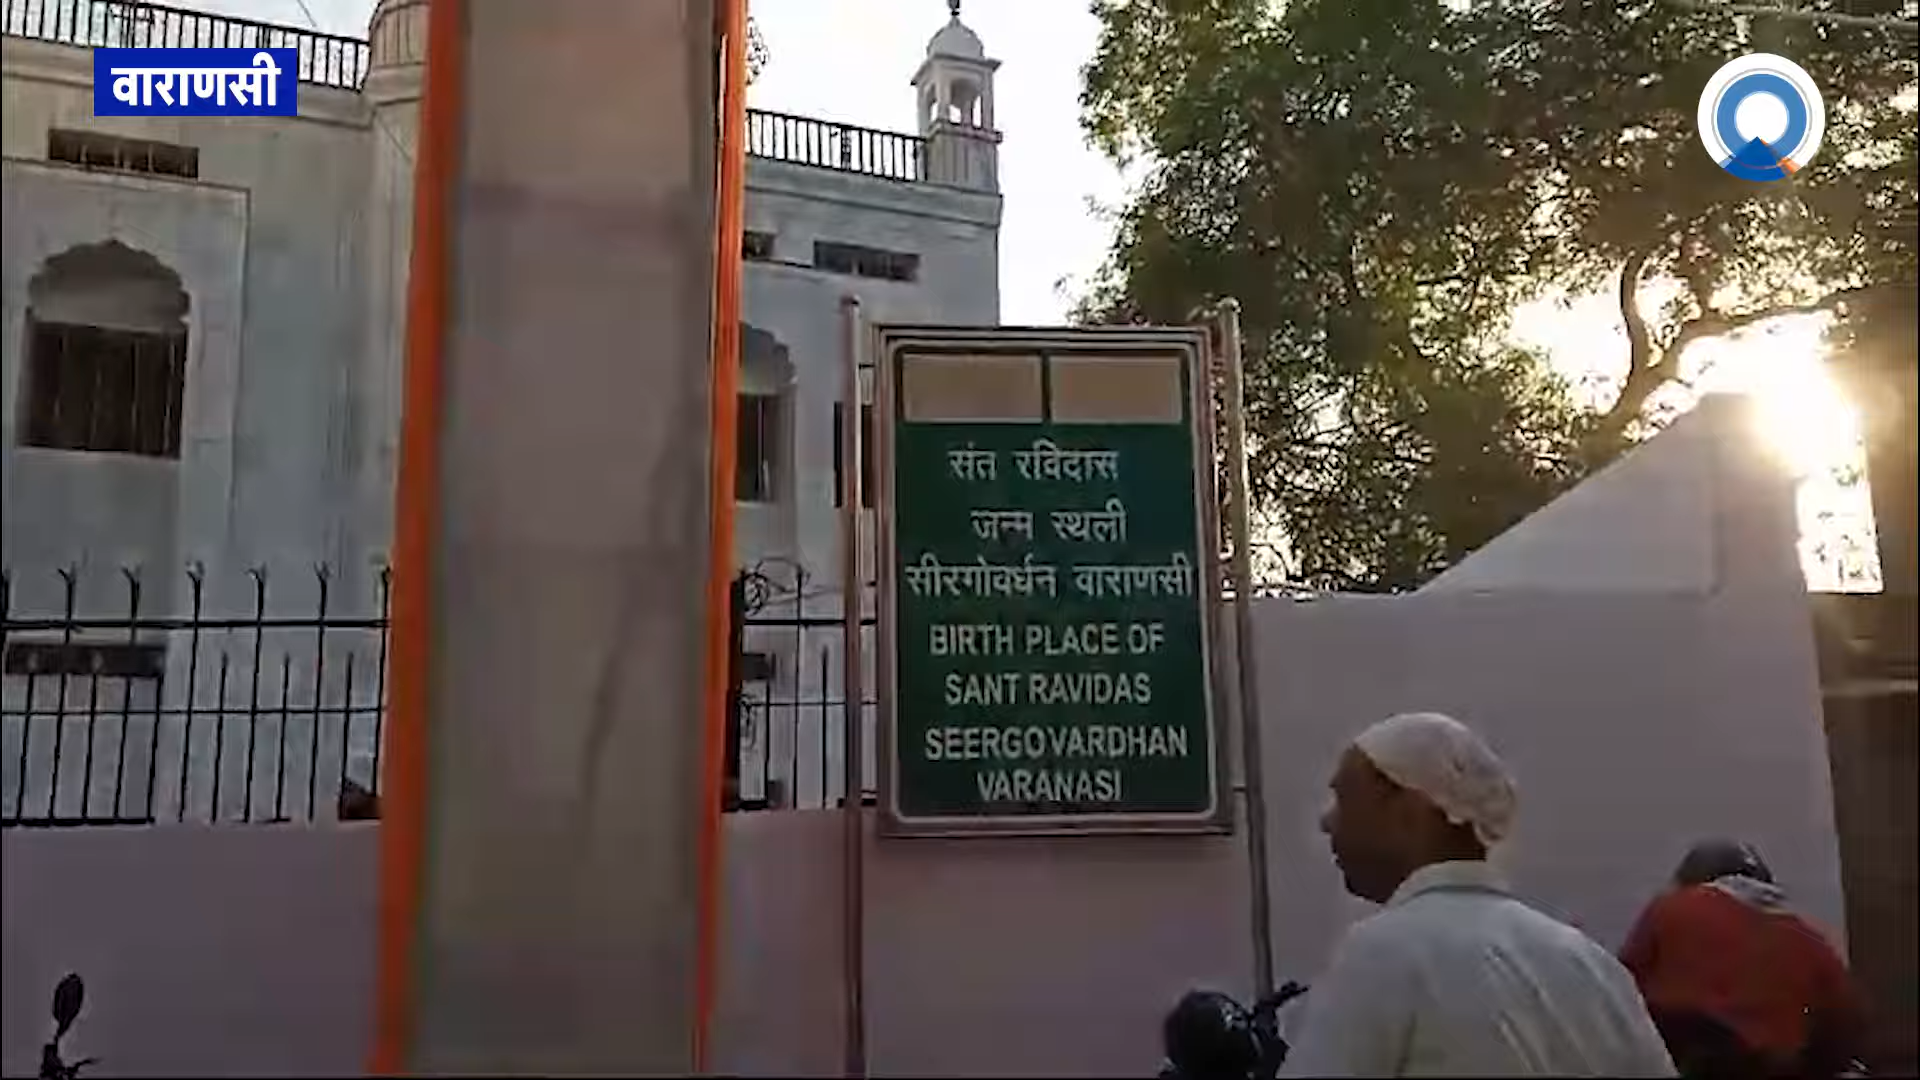 वाराणसी
संत रविदास
जन्म स्थली
सीरगोवर्धन वाराणसी
BIRTH PLACE OF
SANT RAVIDAS
SEERGOVARDHAN
VARANASI